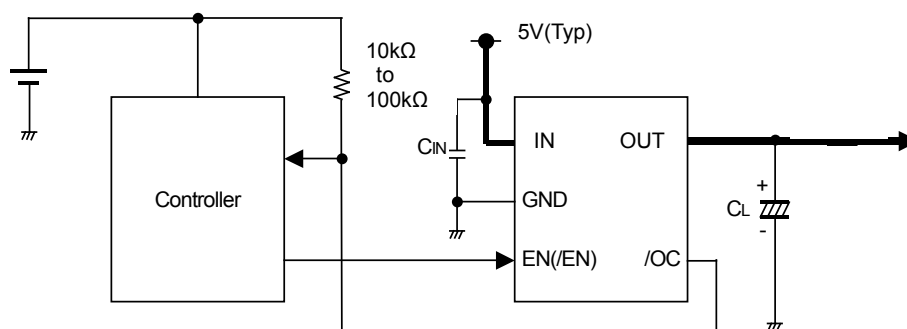 5V(Typ)
10kΩ
to
100kΩ
CIN
IN
OUT
Controller
GND
CL
+
-
EN(/EN)
/OC